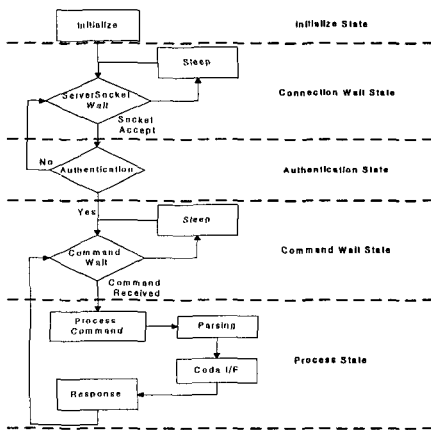 Initialize
Initialize State
Sleep
ServerSocket
Wait
Connection Wait State
Socket
Accept
No
Authentication
Authentication State
Yes
Sleep
Command
Wait
Command Wait State
Command
Received
Process
Command
Parsing
Process State
Coda I/F
Response